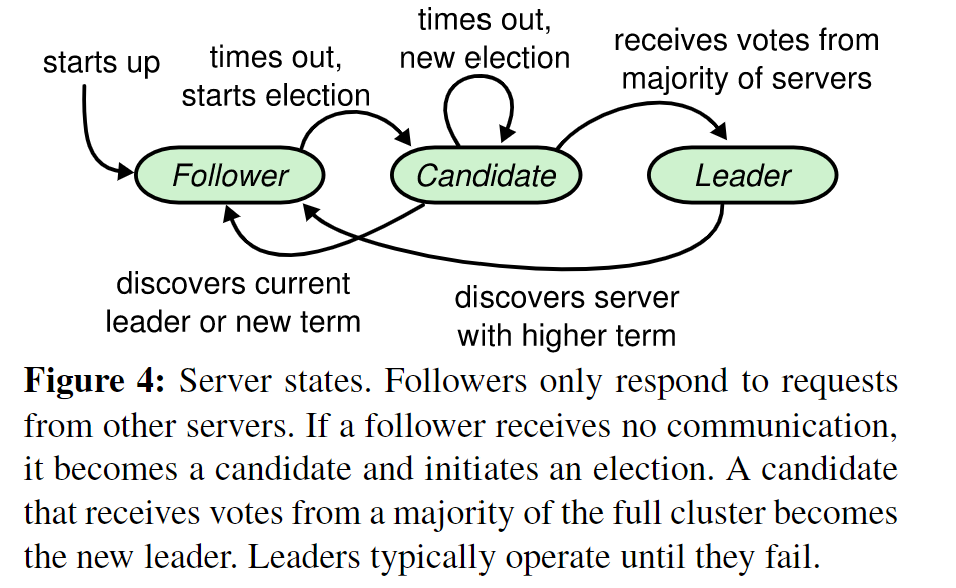 starts up
times out,
starts election
times out,
new election
receives votes from
majority of servers
Follower
Candidate
Leader
discovers current
leader or new term
discovers server
with higher term
Figure 4: Server states. Followers only respond to requests
from other servers. If a follower receives no communication,
it becomes a candidate and initiates an election. A candidate
that receives votes from a majority of the full cluster becomes
the new leader. Leaders typically operate until they fail.